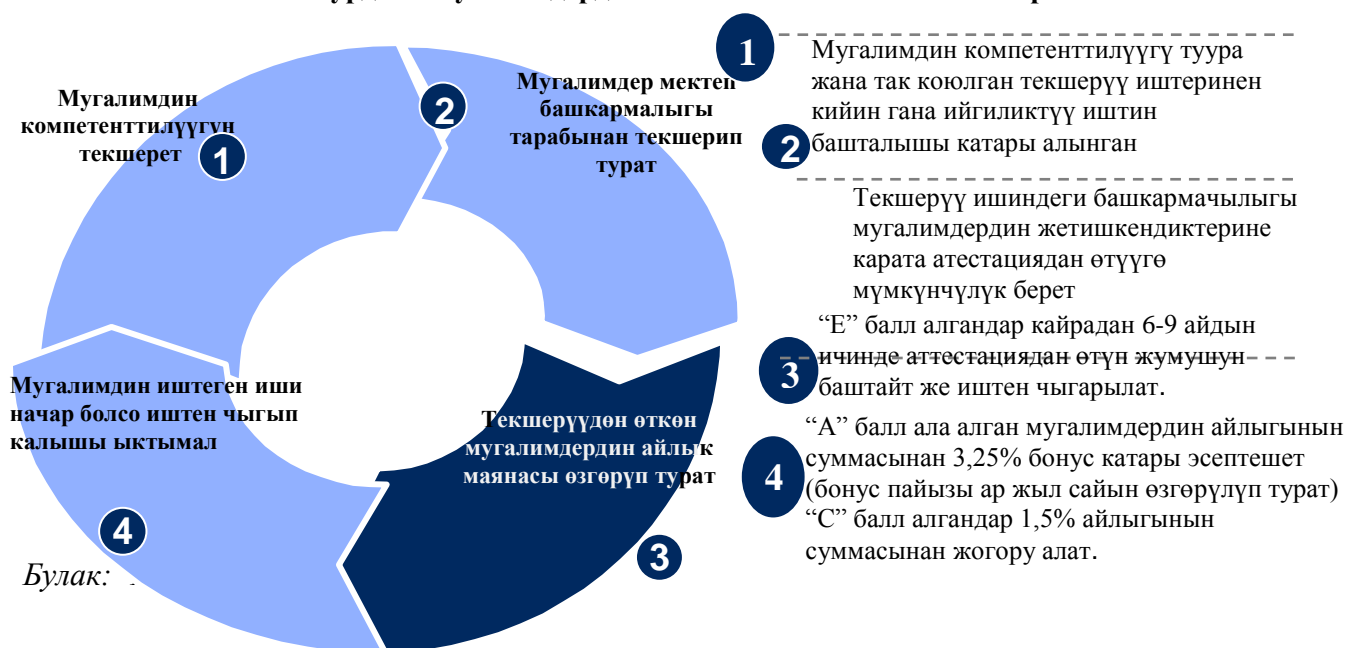 Мугалимдин
компетенттилүүгүн
текшерет
1
2
Мугалимдер мектеп
башкармалыгы
тарабынан текшерип
турат
Текшерүүдөн өткөн
мугалимдердин айлык
маянасы өзгөрүп турат
3
Мугалимдин иштеген иши
начар болсо иштен чыгып
калышы ыктымал
4
Булак:
1
Мугалимдин компетенттилүүгү туура
жана так коюлган текшерүү иштеринен
кийин гана ийгиликтүү иштин
башталышы катары алынган
2
Текшерүү ишиндеги башкармачылыгы
мугалимдердин жетишкендиктерине
карата атестациядан өтүүгө
мүмкүнчүлүк берет
3
“Е” балл алгандар кайрадан 6-9 айдын
ичинде аттестациядан өтүп жумушун
баштайт же иштен чыгарылат.
4
“А” балл ала алган мугалимдердин айлыгынын
суммасынан 3,25% бонус катары эсептешет
(бонус пайызы ар жыл сайын өзгөрүлүп турат)
“С” балл алгандар 1,5% айлыгынын
суммасынан жогору алат.